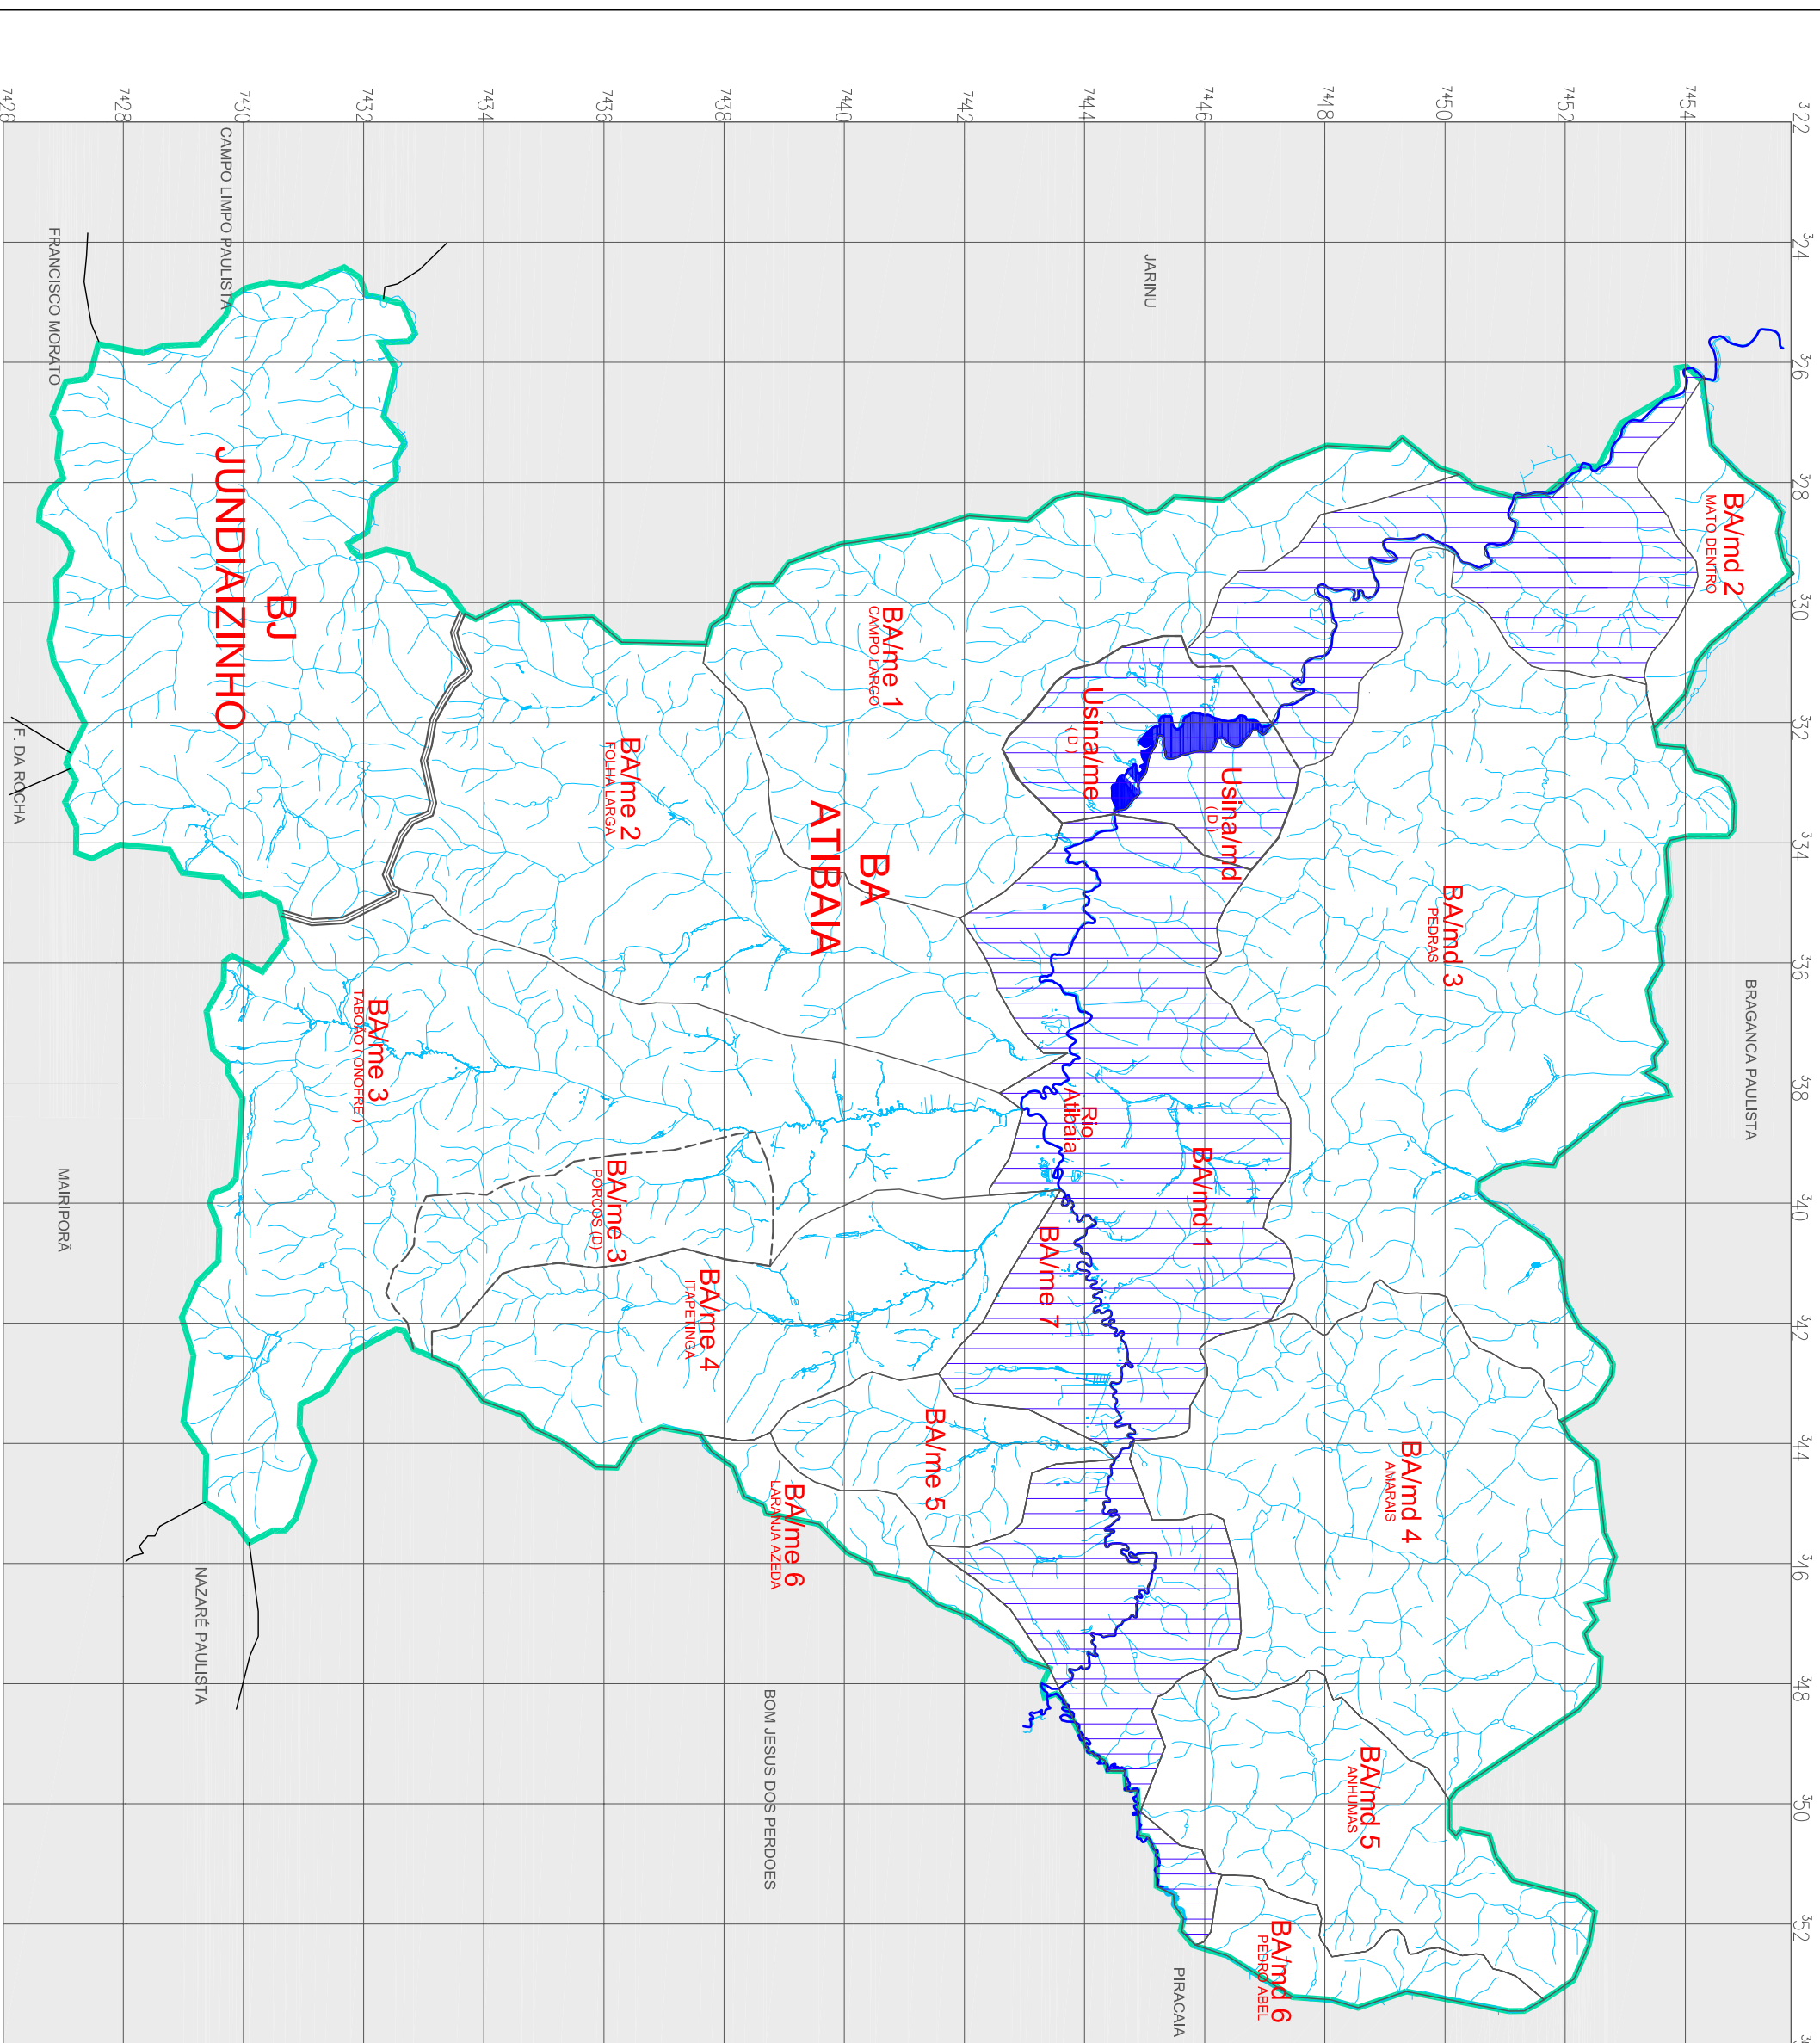 322
324
326
328
330
332
334
336
338
340
342
344
346
348
350
352
7454
7452
7450
7448
7446
7444
7442
7440
7438
7436
7434
7432
7430
7428
7426
BA/md 2
MATO DENTRO
BRAGANCA PAULISTA
BA/md 3
PEDRAS
BA/md 4
AMARAIS
BA/md 5
ANHUMAS
BA/md 6
PEDRO ABEL
PIRACAIA
JARINU
Usina/md
(D)
BA/md 1
Usina/me
( D )
Rio
Atibaia
BA/me 7
BA/me 1
CAMPO LARGO
BA
ATIBAIA
BA/me 5
BA/me 6
LARANJA AZEDA
BOM JESUS DOS PERDOES
BA/me 4
ITAPETINGA
BA/me 2
FOLHA LARGA
BA/me 3
PORCOS (D)
BA/me 3
TABOÃO ( ONOFRE )
BJ
JUNDIAIZINHO
CAMPO LIMPO PAULISTA
NAZARÉ PAULISTA
FRANCISCO MORATO
MAIRIPORÃ
F. DA ROCHA